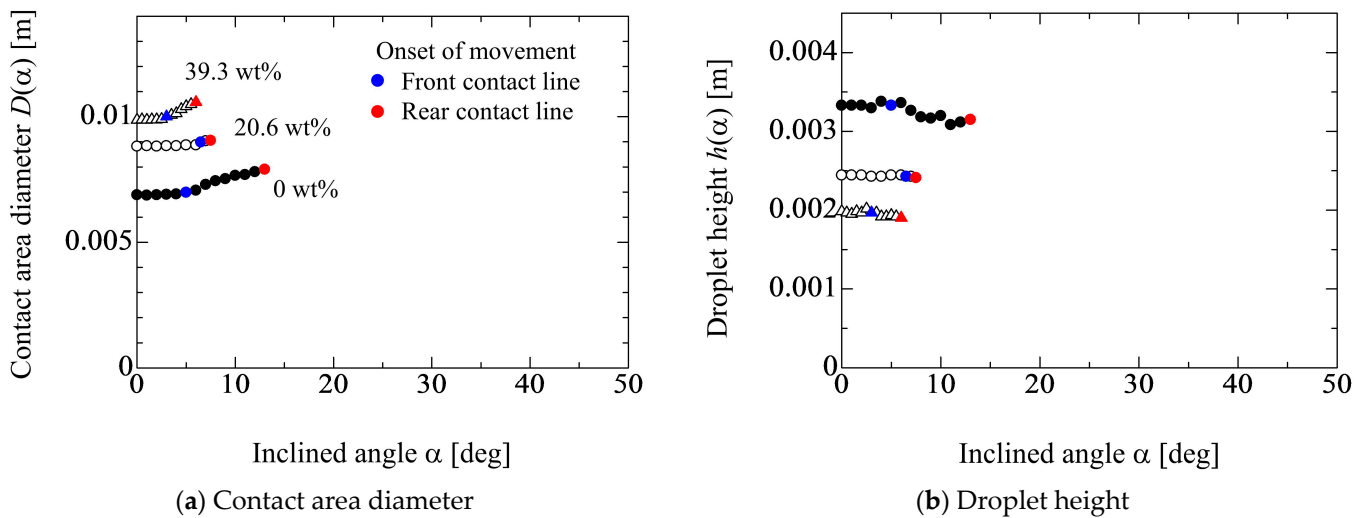 Contact area diameter D(α) [m]
0.01
0.005
0
0 10 20 30 40 50
39.3 wt%
20.6 wt%
0 wt%
Onset of movement
Front contact line
Rear contact line
Inclined angle α [deg]
(a) Contact area diameter
Droplet height h(α) [m]
0.004
0.003
0.002
0.001
0
0 10 20 30 40 50
Inclined angle α [deg]
(b) Droplet height